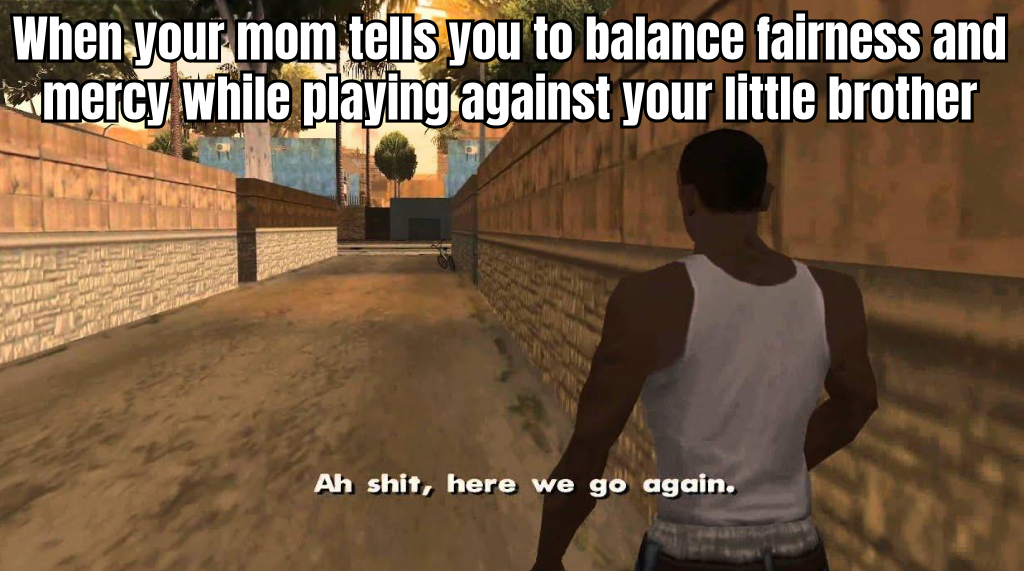 When your mom tells you to balance fairness and
mercy while playing against your little brother
Ah shit, here we go again.